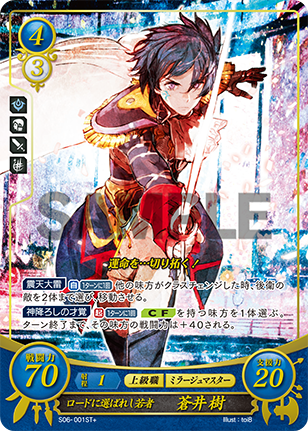 4
3
SAMPLE
運命を…切り拓く！
震天大雷 自 1ターンに1回 他の味方がクラスチェンジした時、後衛の
敵を2体まで選び、移動させる。
神降ろしの才覚 起 1ターンに1回 CFを持つ味方を1体選ぶ。
ターン終了まで、その味方の戦闘力は＋40される。
戦闘力 70 射程 1 上級職 ミラージュマスター 支援力 20
ロードに選ばれし若者 蒼井樹
S06-001ST+ Illust：toi8